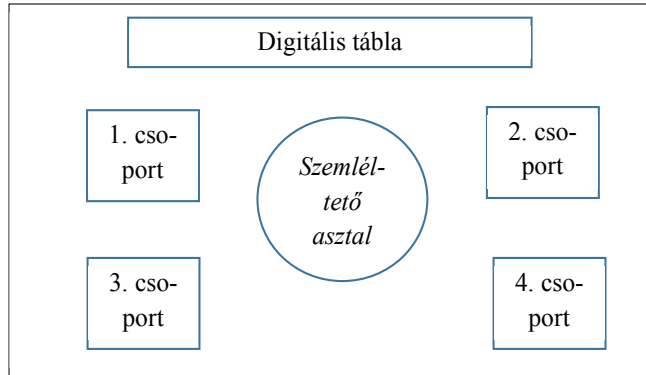 Digitális tábla
1. cso-
port
Szemlél-
tető
asztal
2. cso-
port
3. cso-
port
4. cso-
port